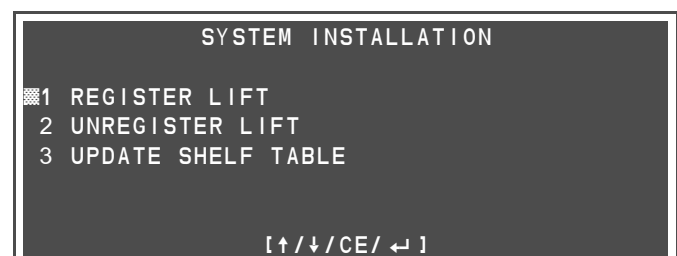 SYSTEM INSTALLATION
1 REGISTER LIFT
2 UNREGISTER LIFT
3 UPDATE SHELF TABLE
[↑/↓/CE/↵]